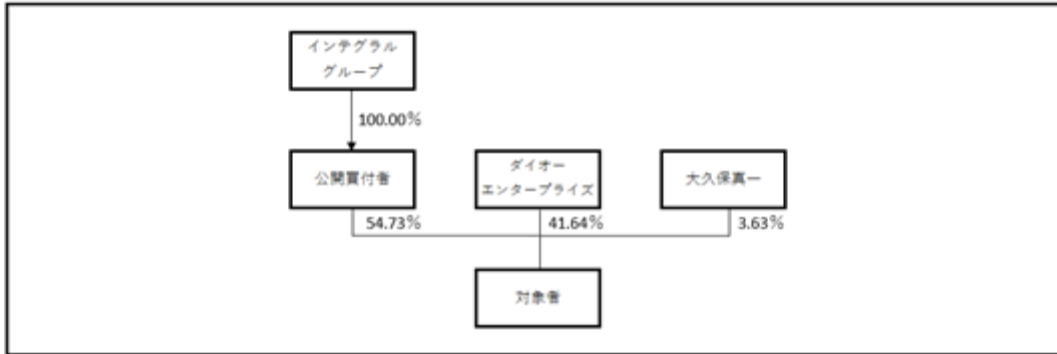 インテグラル
グループ
100.00%
公開買付者
ダイオー
エンタープライズ
大久保真一
54.73%
41.64%
3.63%
対象者